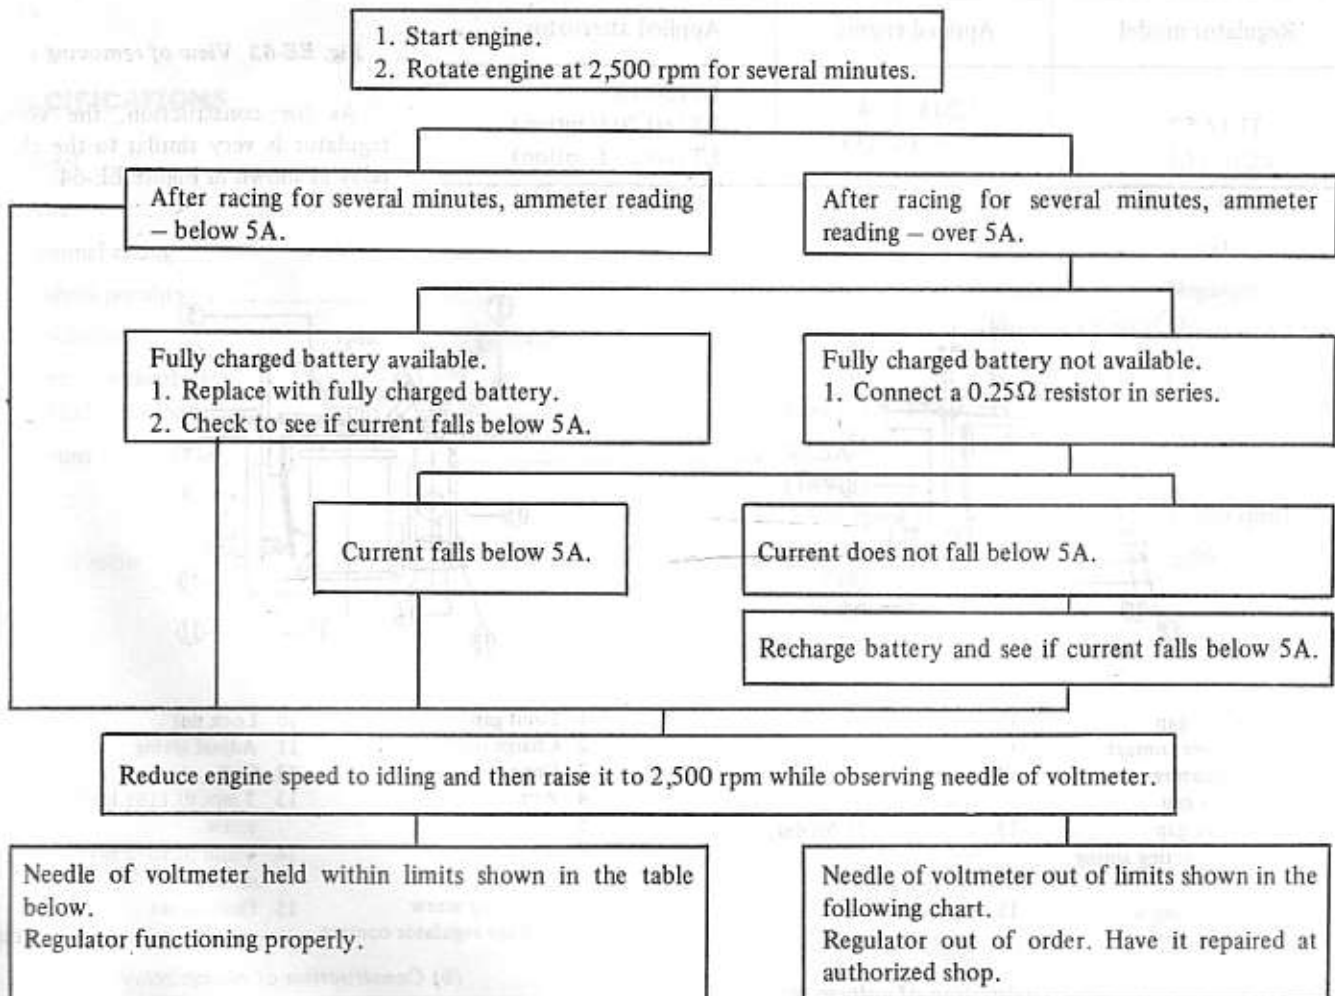 1. Start engine.
2. Rotate engine at 2,500 rpm for several minutes.
After racing for several minutes, ammeter reading
– below 5A.
After racing for several minutes, ammeter
reading – over 5A.
Fully charged battery available.
1. Replace with fully charged battery.
2. Check to see if current falls below 5A.
Fully charged battery not available.
1. Connect a 0.25Ω resistor in series.
Current falls below 5A.
Current does not fall below 5A.
Recharge battery and see if current falls below 5A.
Reduce engine speed to idling and then raise it to 2,500 rpm while observing needle of voltmeter.
Needle of voltmeter held within limits shown in the table
below.
Regulator functioning properly.
Needle of voltmeter out of limits shown in the
following chart.
Regulator out of order. Have it repaired at
authorized shop.